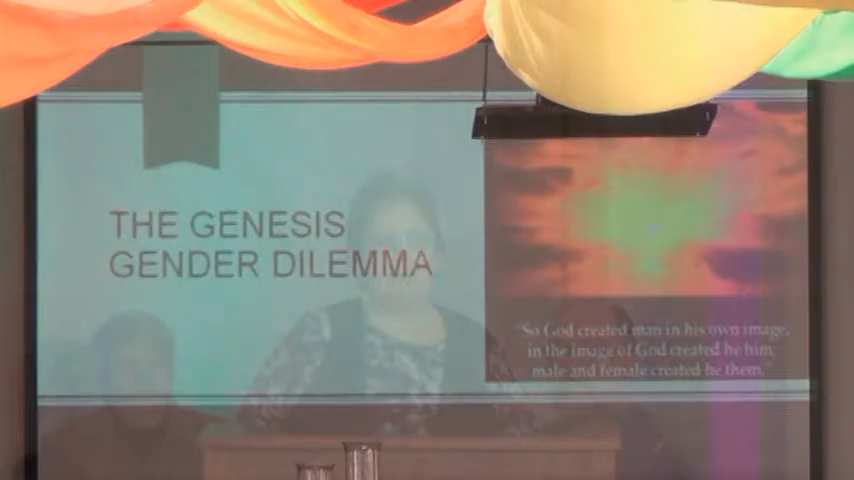 THE GENESIS
GENDER DILEMMA
"So God created man in his own image,
in the image of God created he him;
male and female created he them."